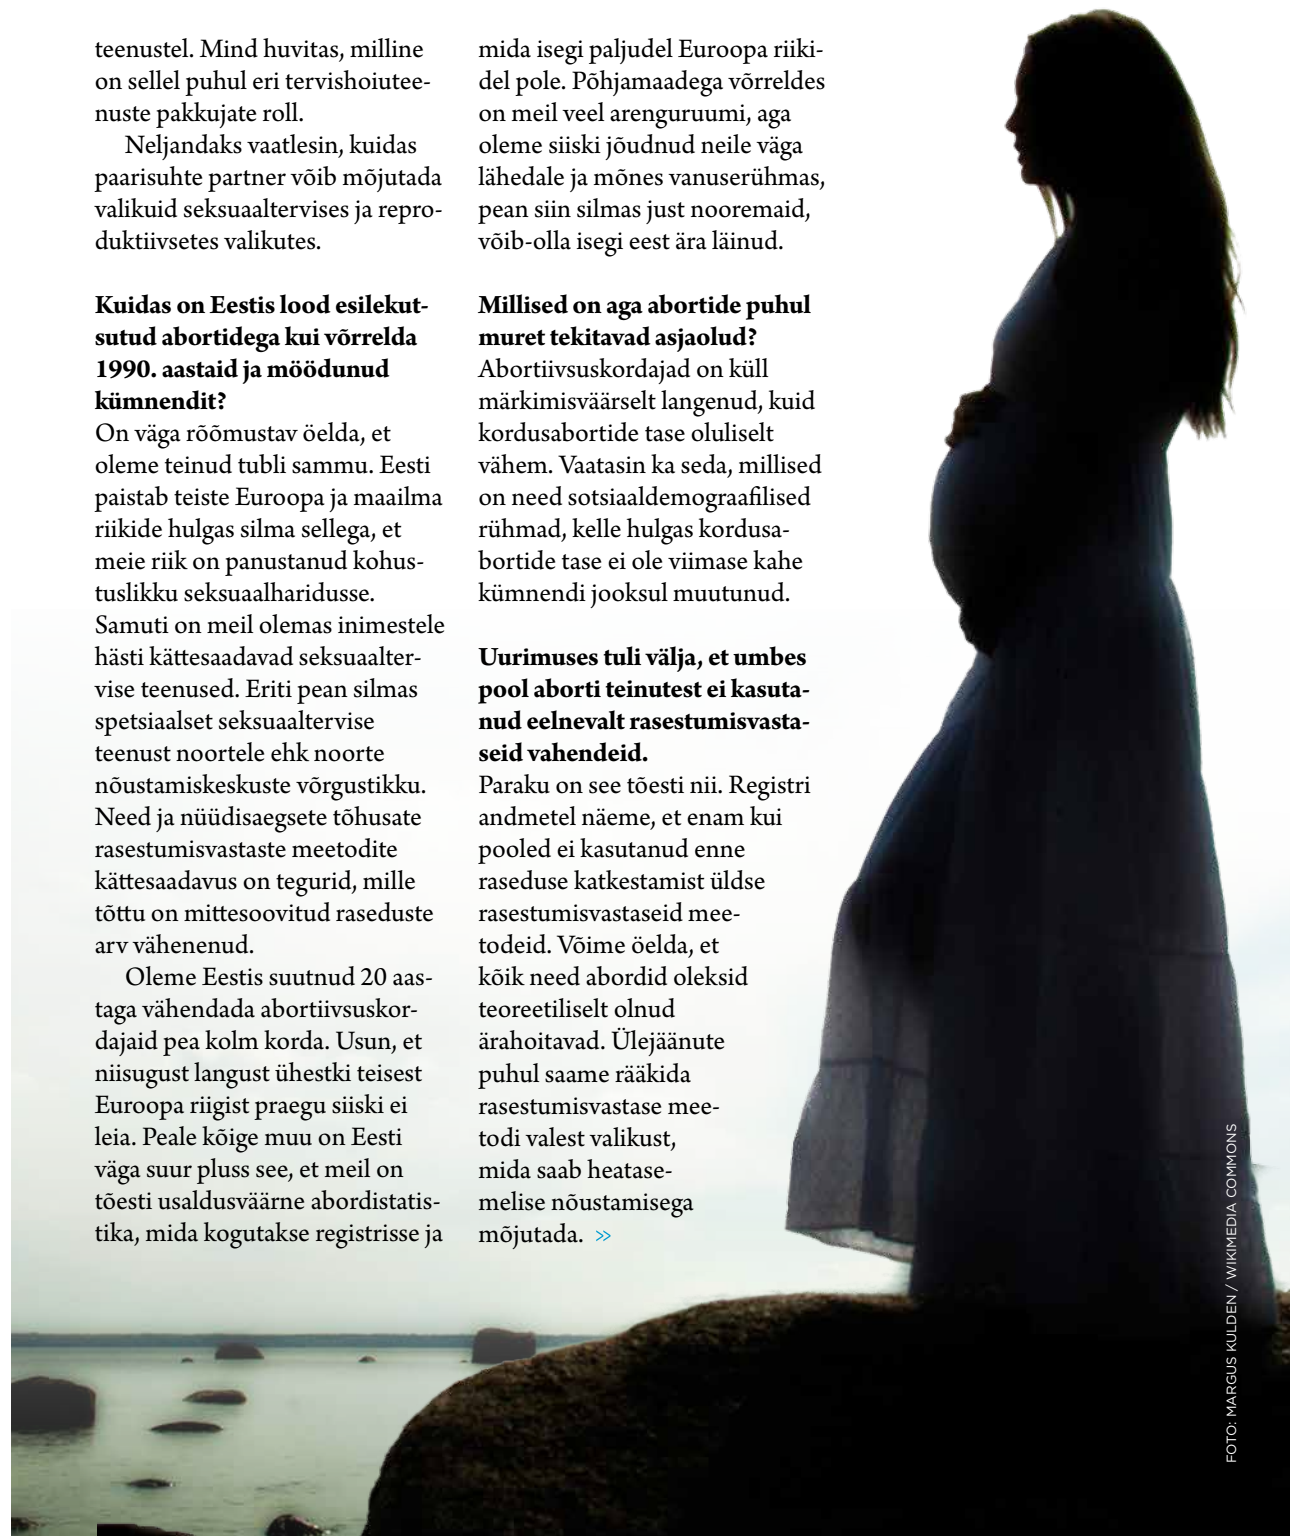 teenustel. Mind huvitas, milline
on sellel puhul eri tervishoiutee-
nuste pakkujate roll.
Neljandaks vaatlesin, kuidas
paarisuhte partner võib mõjutada
valikuid seksuaaltervises ja repro-
duktiivsetes valikutes.
Kuidas on Eestis lood esilekut-
sutud abortidega kui võrrelda
1990. aastaid ja möödunud
kümnendit?
On väga rõõmustav öelda, et
oleme teinud tubli sammu. Eesti
paistab teiste Euroopa ja maailma
riikide hulgas silma sellega, et
meie riik on panustanud kohus-
tuslikku seksuaalharidusse.
Samuti on meil olemas inimestele
hästi kättesaadavad seksuaalter-
vise teenused. Eriti pean silmas
spetsiaalset seksuaaltervise
teenust noortele ehk noorte
nõustamiskeskuste võrgustikku.
Need ja nüüdisaegsete tõhusate
rasestumisvastaste meetodite
kättesaadavus on tegurid, mille
tõttu on mittesoovitud raseduste
arv vähenenud.
Oleme Eestis suutnud 20 aas-
taga vähendada abortiivsuskor-
dajaid pea kolm korda. Usun, et
niisugust langust ühestki teisest
Euroopa riigist praegu siiski ei
leia. Peale kõige muu on Eesti
väga suur pluss see, et meil on
tõesti usaldusväärne abordistatis-
tika, mida kogutakse registrisse ja
mida isegi paljudel Euroopa riiki-
del pole. Põhjamaadega võrreldes
on meil veel arenguruumi, aga
oleme siiski jõudnud neile väga
lähedale ja mõnes vanuserühmas,
pean siin silmas just nooremaid,
võib-olla isegi eest ära läinud.
Millised on aga abortide puhul
muret tekitavad asjaolud?
Abortiivsuskordajad on küll
märkimisväärselt langenud, kuid
kordusabortide tase oluliselt
vähem. Vaatasin ka seda, millised
on need sotsiaaldemograafilised
rühmad, kelle hulgas kordusa-
bortide tase ei ole viimase kahe
kümnendi jooksul muutunud.
Uurimuses tuli välja, et umbes
pool aborti teinutest ei kasuta-
nud eelnevalt rasestumisvasta-
seid vahendeid.
Paraku on see tõesti nii. Registri
andmetel näeme, et enam kui
pooled ei kasutanud enne
raseduse katkestamist üldse
rasestumisvastaseid mee-
todeid. Võime öelda, et
kõik need abordid oleksid
teoreetiliselt olnud
ärahoitavad. Ülejäänute
puhul saame rääkida
rasestumisvastase mee-
todi valest valikust,
mida saab heatase-
melise nõustamisega
mõjutada. »
FOTO: MARGUS KULDEN / WIKIMEDIA COMMONS